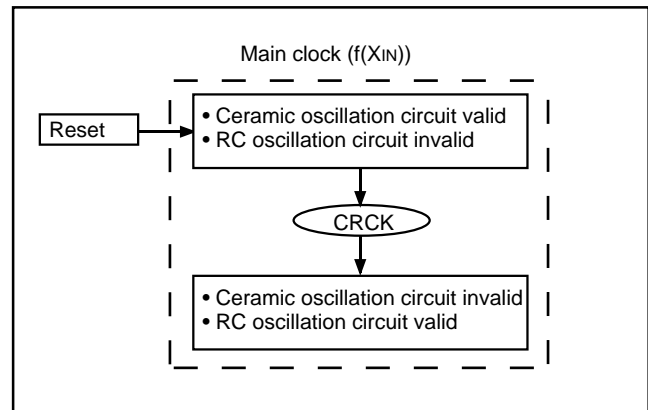 Main clock (f(XIN))
Reset
• Ceramic oscillation circuit valid
• RC oscillation circuit invalid
CRCK
• Ceramic oscillation circuit invalid
• RC oscillation circuit valid